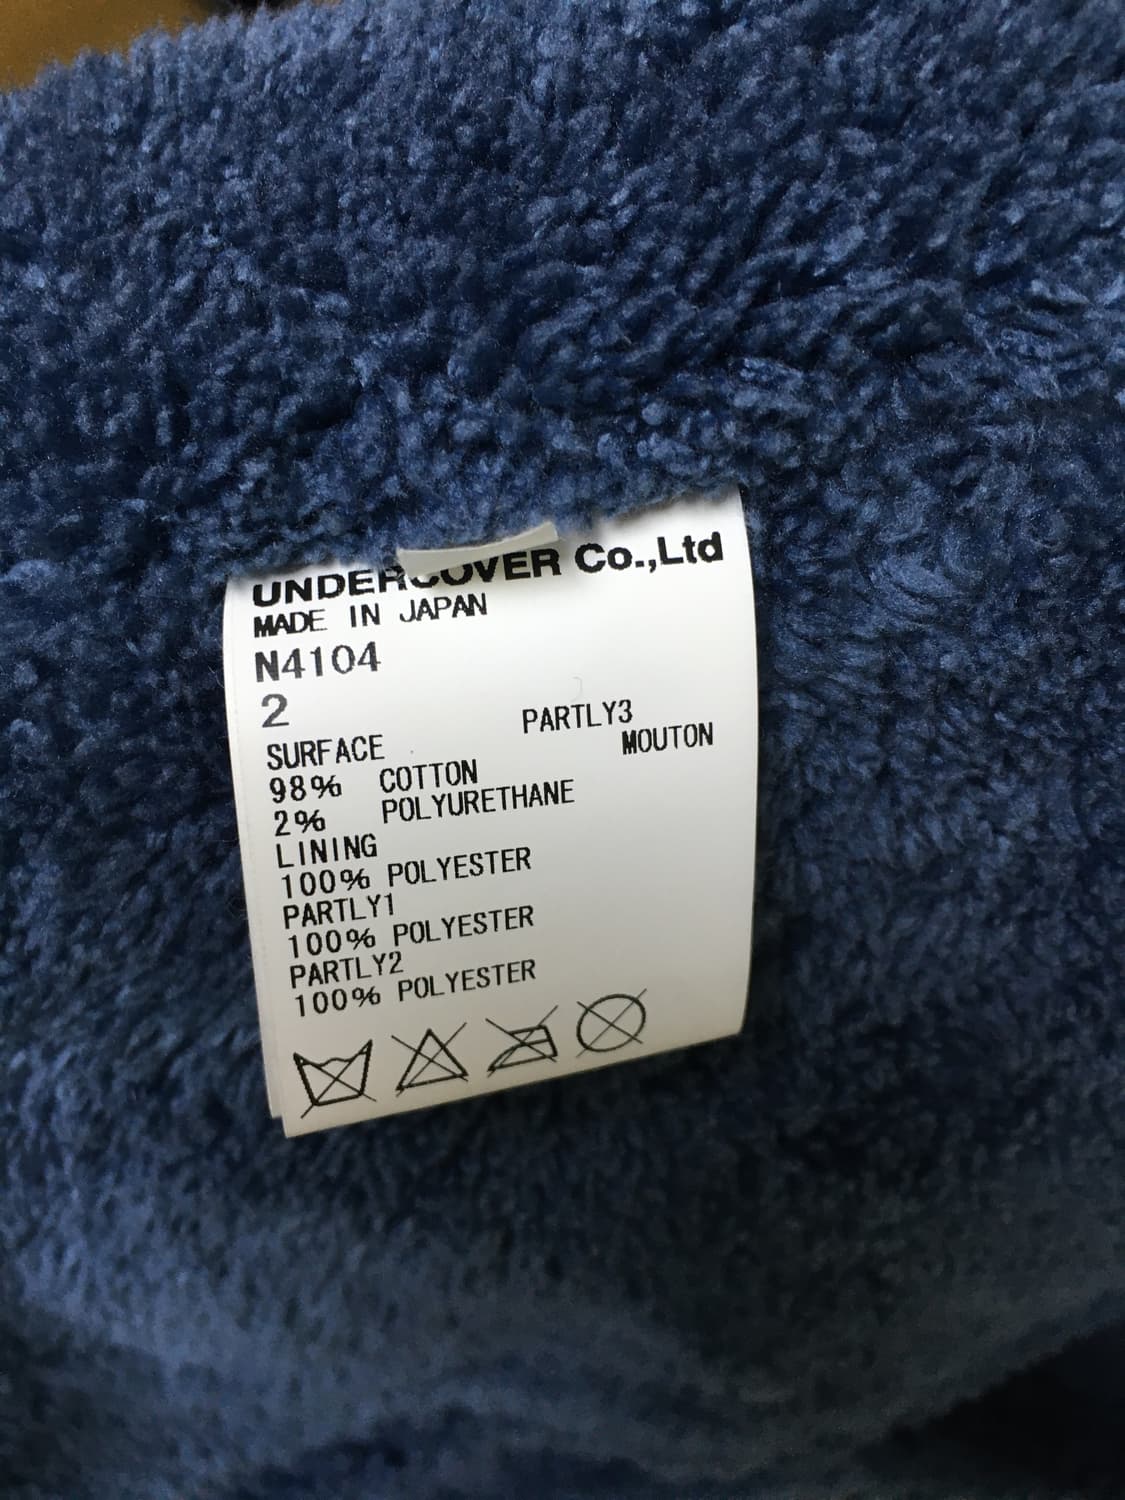 UNDERCOVER Co.,Ltd
MADE IN JAPAN
N4104
2
SURFACE
98% COTTON
2% POLYURETHANE
LINING
100% POLYESTER
PARTLY1
100% POLYESTER
PARTLY2
100% POLYESTER
PARTLY3
MOUTON